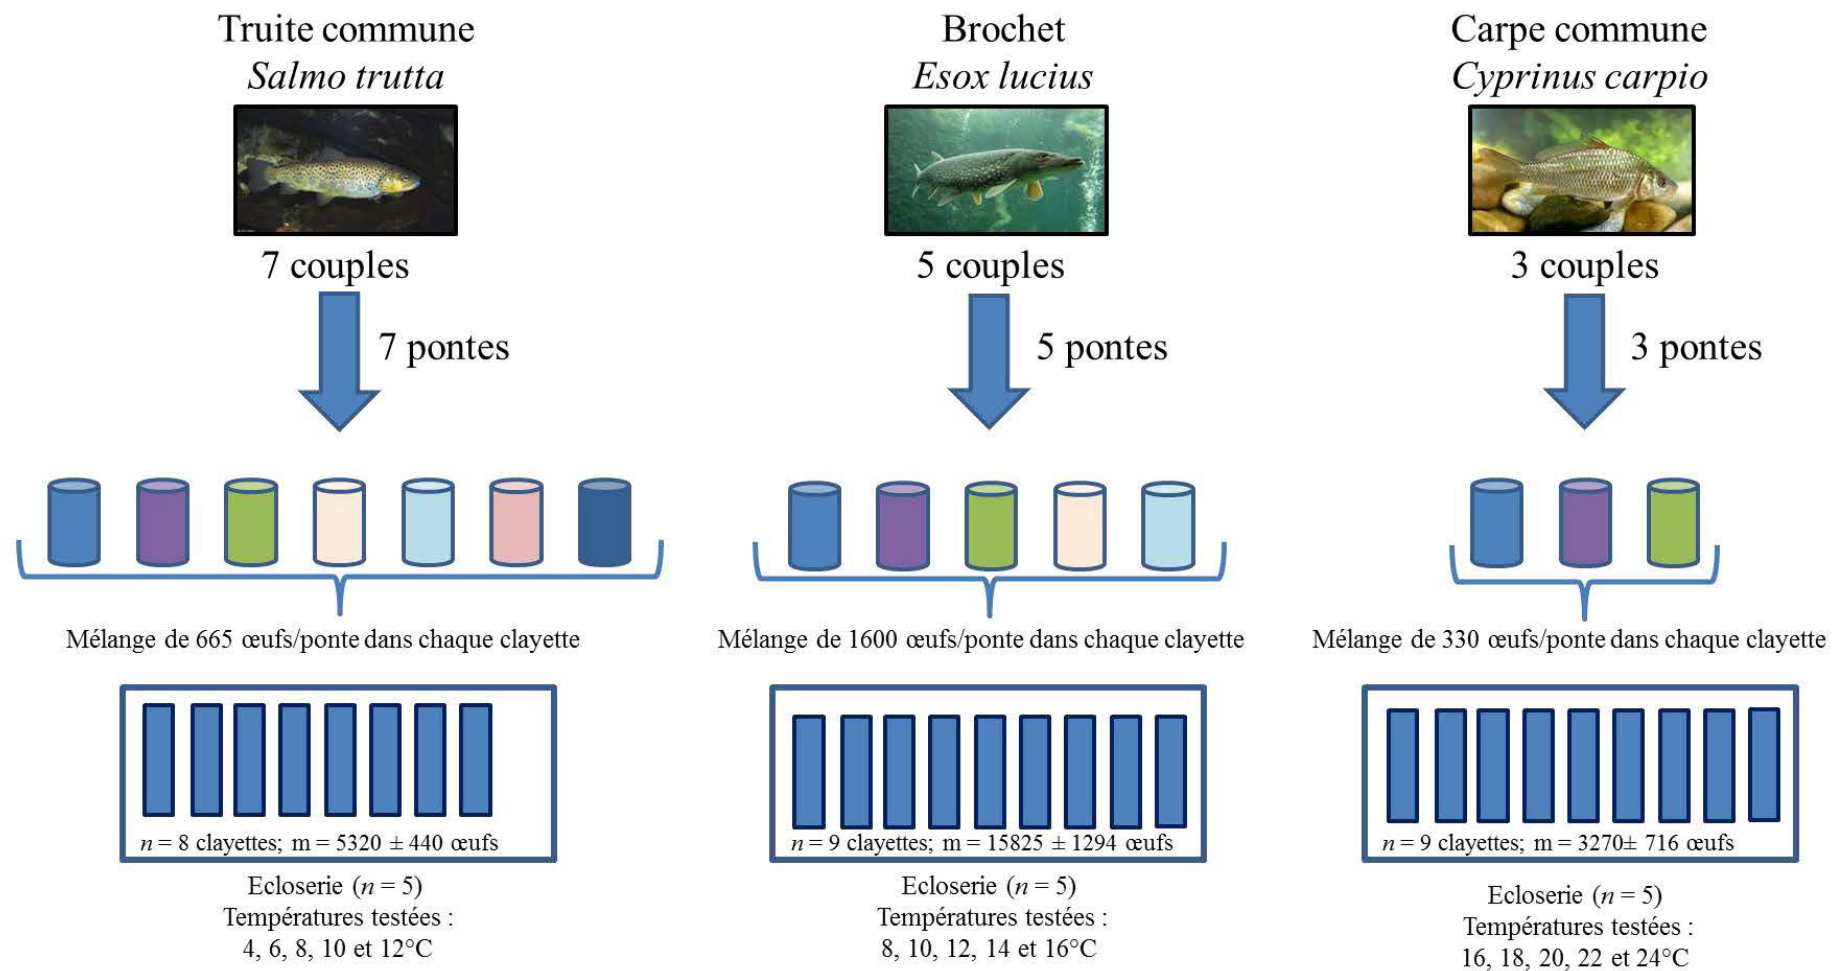 Truite commune
Salmo trutta
7 couples
7 pontes
Mélange de 665 œufs/ponte dans chaque clayette
n = 8 clayettes; m = 5320 ± 440 œufs
Ecloserie (n = 5)
Températures testées :
4, 6, 8, 10 et 12°C
Brochet
Esox lucius
5 couples
5 pontes
Mélange de 1600 œufs/ponte dans chaque clayette
n = 9 clayettes; m = 15825 ± 1294 œufs
Ecloserie (n = 5)
Températures testées :
8, 10, 12, 14 et 16°C
Carpe commune
Cyprinus carpio
3 couples
3 pontes
Mélange de 330 œufs/ponte dans chaque clayette
n = 9 clayettes; m = 3270± 716 œufs
Ecloserie (n = 5)
Températures testées :
16, 18, 20, 22 et 24°C